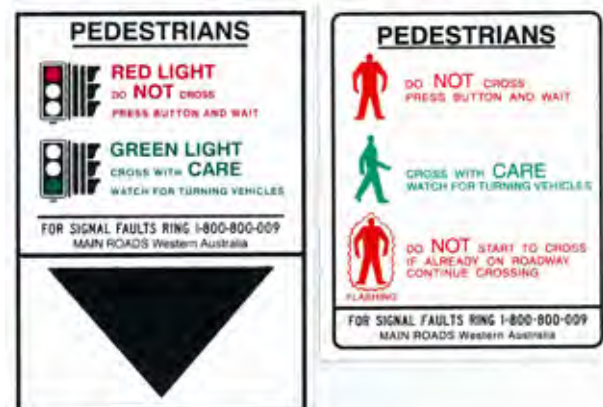 PEDESTRIANS
RED LIGHT
DO NOT CROSS
PRESS BUTTON AND WAIT
GREEN LIGHT
CROSS WITH CARE
WATCH FOR TURNING VEHICLES
FOR SIGNAL FAULTS RING 1-800-800-009
MAIN ROADS Western Australia
PEDESTRIANS
DO NOT CROSS
PRESS BUTTON AND WAIT
CROSS WITH CARE
WATCH FOR TURNING VEHICLES
DO NOT START TO CROSS
IF ALREADY ON ROADWAY
CONTINUE CROSSING
FLASHING
FOR SIGNAL FAULTS RING 1-800-800-009
MAIN ROADS Western Australia